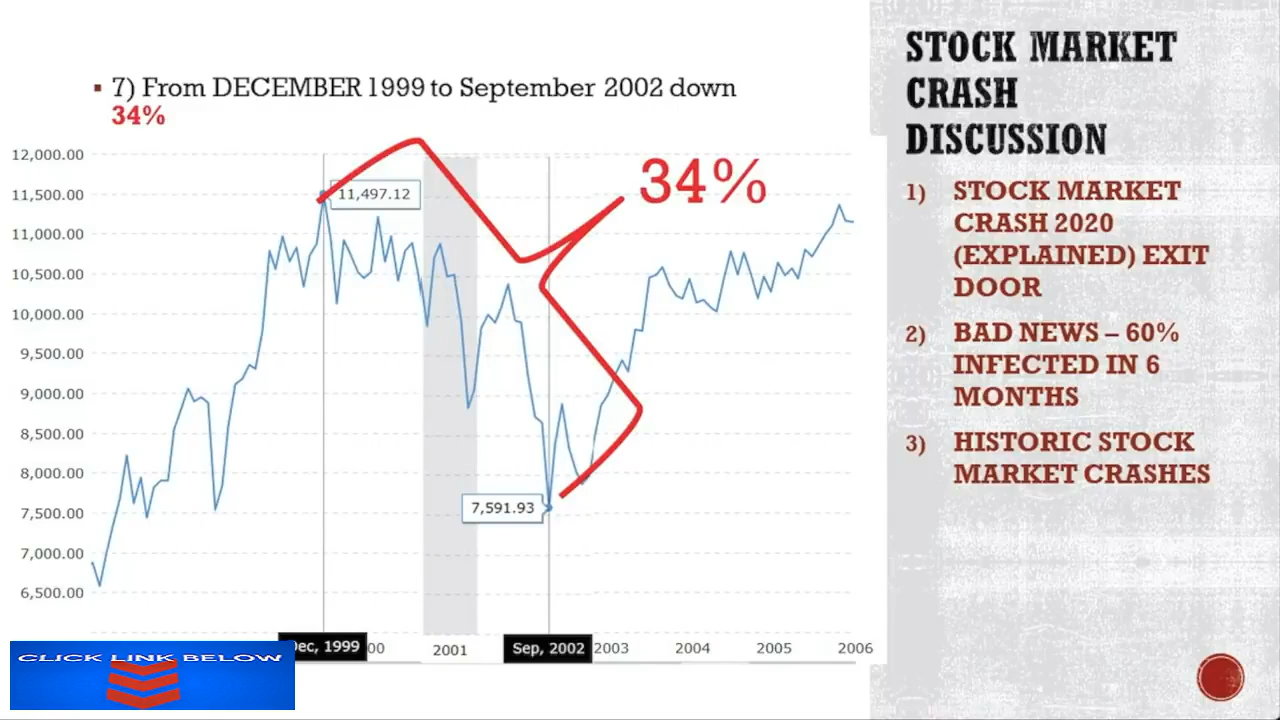 ▪ 7) From DECEMBER 1999 to September 2002 down
34%
12,000.00
11,500.00
11,000.00
10,500.00
10,000.00
9,500.00
9,000.00
8,500.00
8,000.00
7,500.00
7,000.00
6,500.00
11,497.12
34%
7,591.93
Dec, 1999
00
2001
Sep, 2002
2003
2004
2005
2006
CLICK LINK BELOW
STOCK MARKET
CRASH
DISCUSSION
1) STOCK MARKET
CRASH 2020
(EXPLAINED) EXIT
DOOR
2) BAD NEWS – 60%
INFECTED IN 6
MONTHS
3) HISTORIC STOCK
MARKET CRASHES